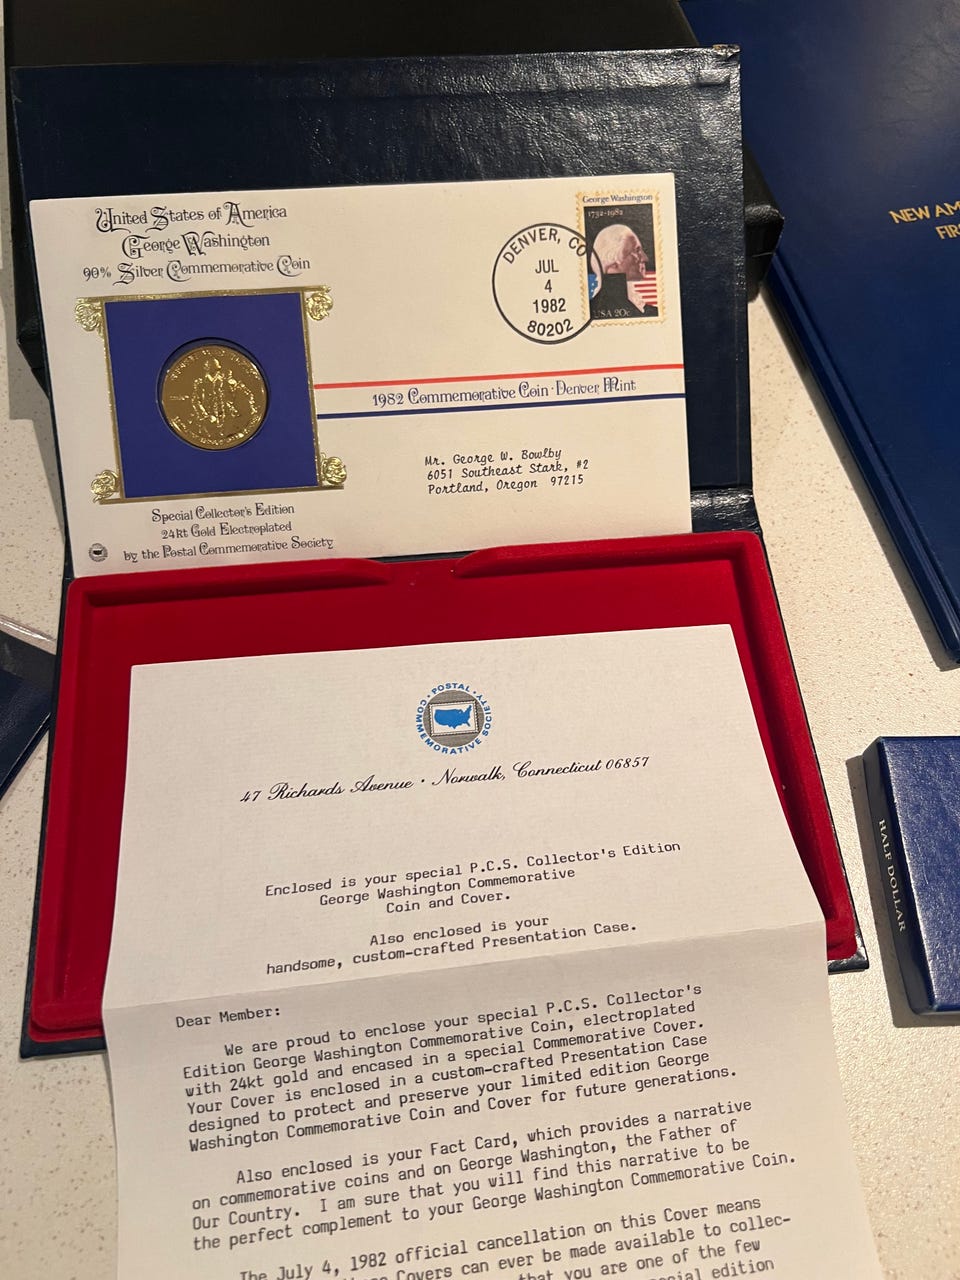 United States of America
George Washington
90% Silver Commemorative Coin
DENVER, CO
JUL
4
1982
80202
George Washington
1732-1982
USA 20c
1982 Commemorative Coin · Denver Mint
Mr. George W. Bowlby
6051 Southeast Stark, #2
Portland, Oregon 97215
Special Collector's Edition
24kt Gold Electroplated
by the Postal Commemorative Society
NEW AM
FIRS
HALF DOLLAR
· POSTAL ·
COMMEMORATIVE SOCIETY
47 Richards Avenue · Norwalk, Connecticut 06857
Enclosed is your special P.C.S. Collector's Edition
George Washington Commemorative
Coin and Cover.
Also enclosed is your
handsome, custom-crafted Presentation Case.
Dear Member:
We are proud to enclose your special P.C.S. Collector's
Edition George Washington Commemorative Coin, electroplated
with 24kt gold and encased in a special Commemorative Cover.
Your Cover is enclosed in a custom-crafted Presentation Case
designed to protect and preserve your limited edition George
Washington Commemorative Coin and Cover for future generations.
Also enclosed is your Fact Card, which provides a narrative
on commemorative coins and on George Washington, the Father of
Our Country. I am sure that you will find this narrative to be
the perfect complement to your George Washington Commemorative Coin.
The July 4, 1982 official cancellation on this Cover means
Covers can ever be made available to collec-
that you are one of the few
edition